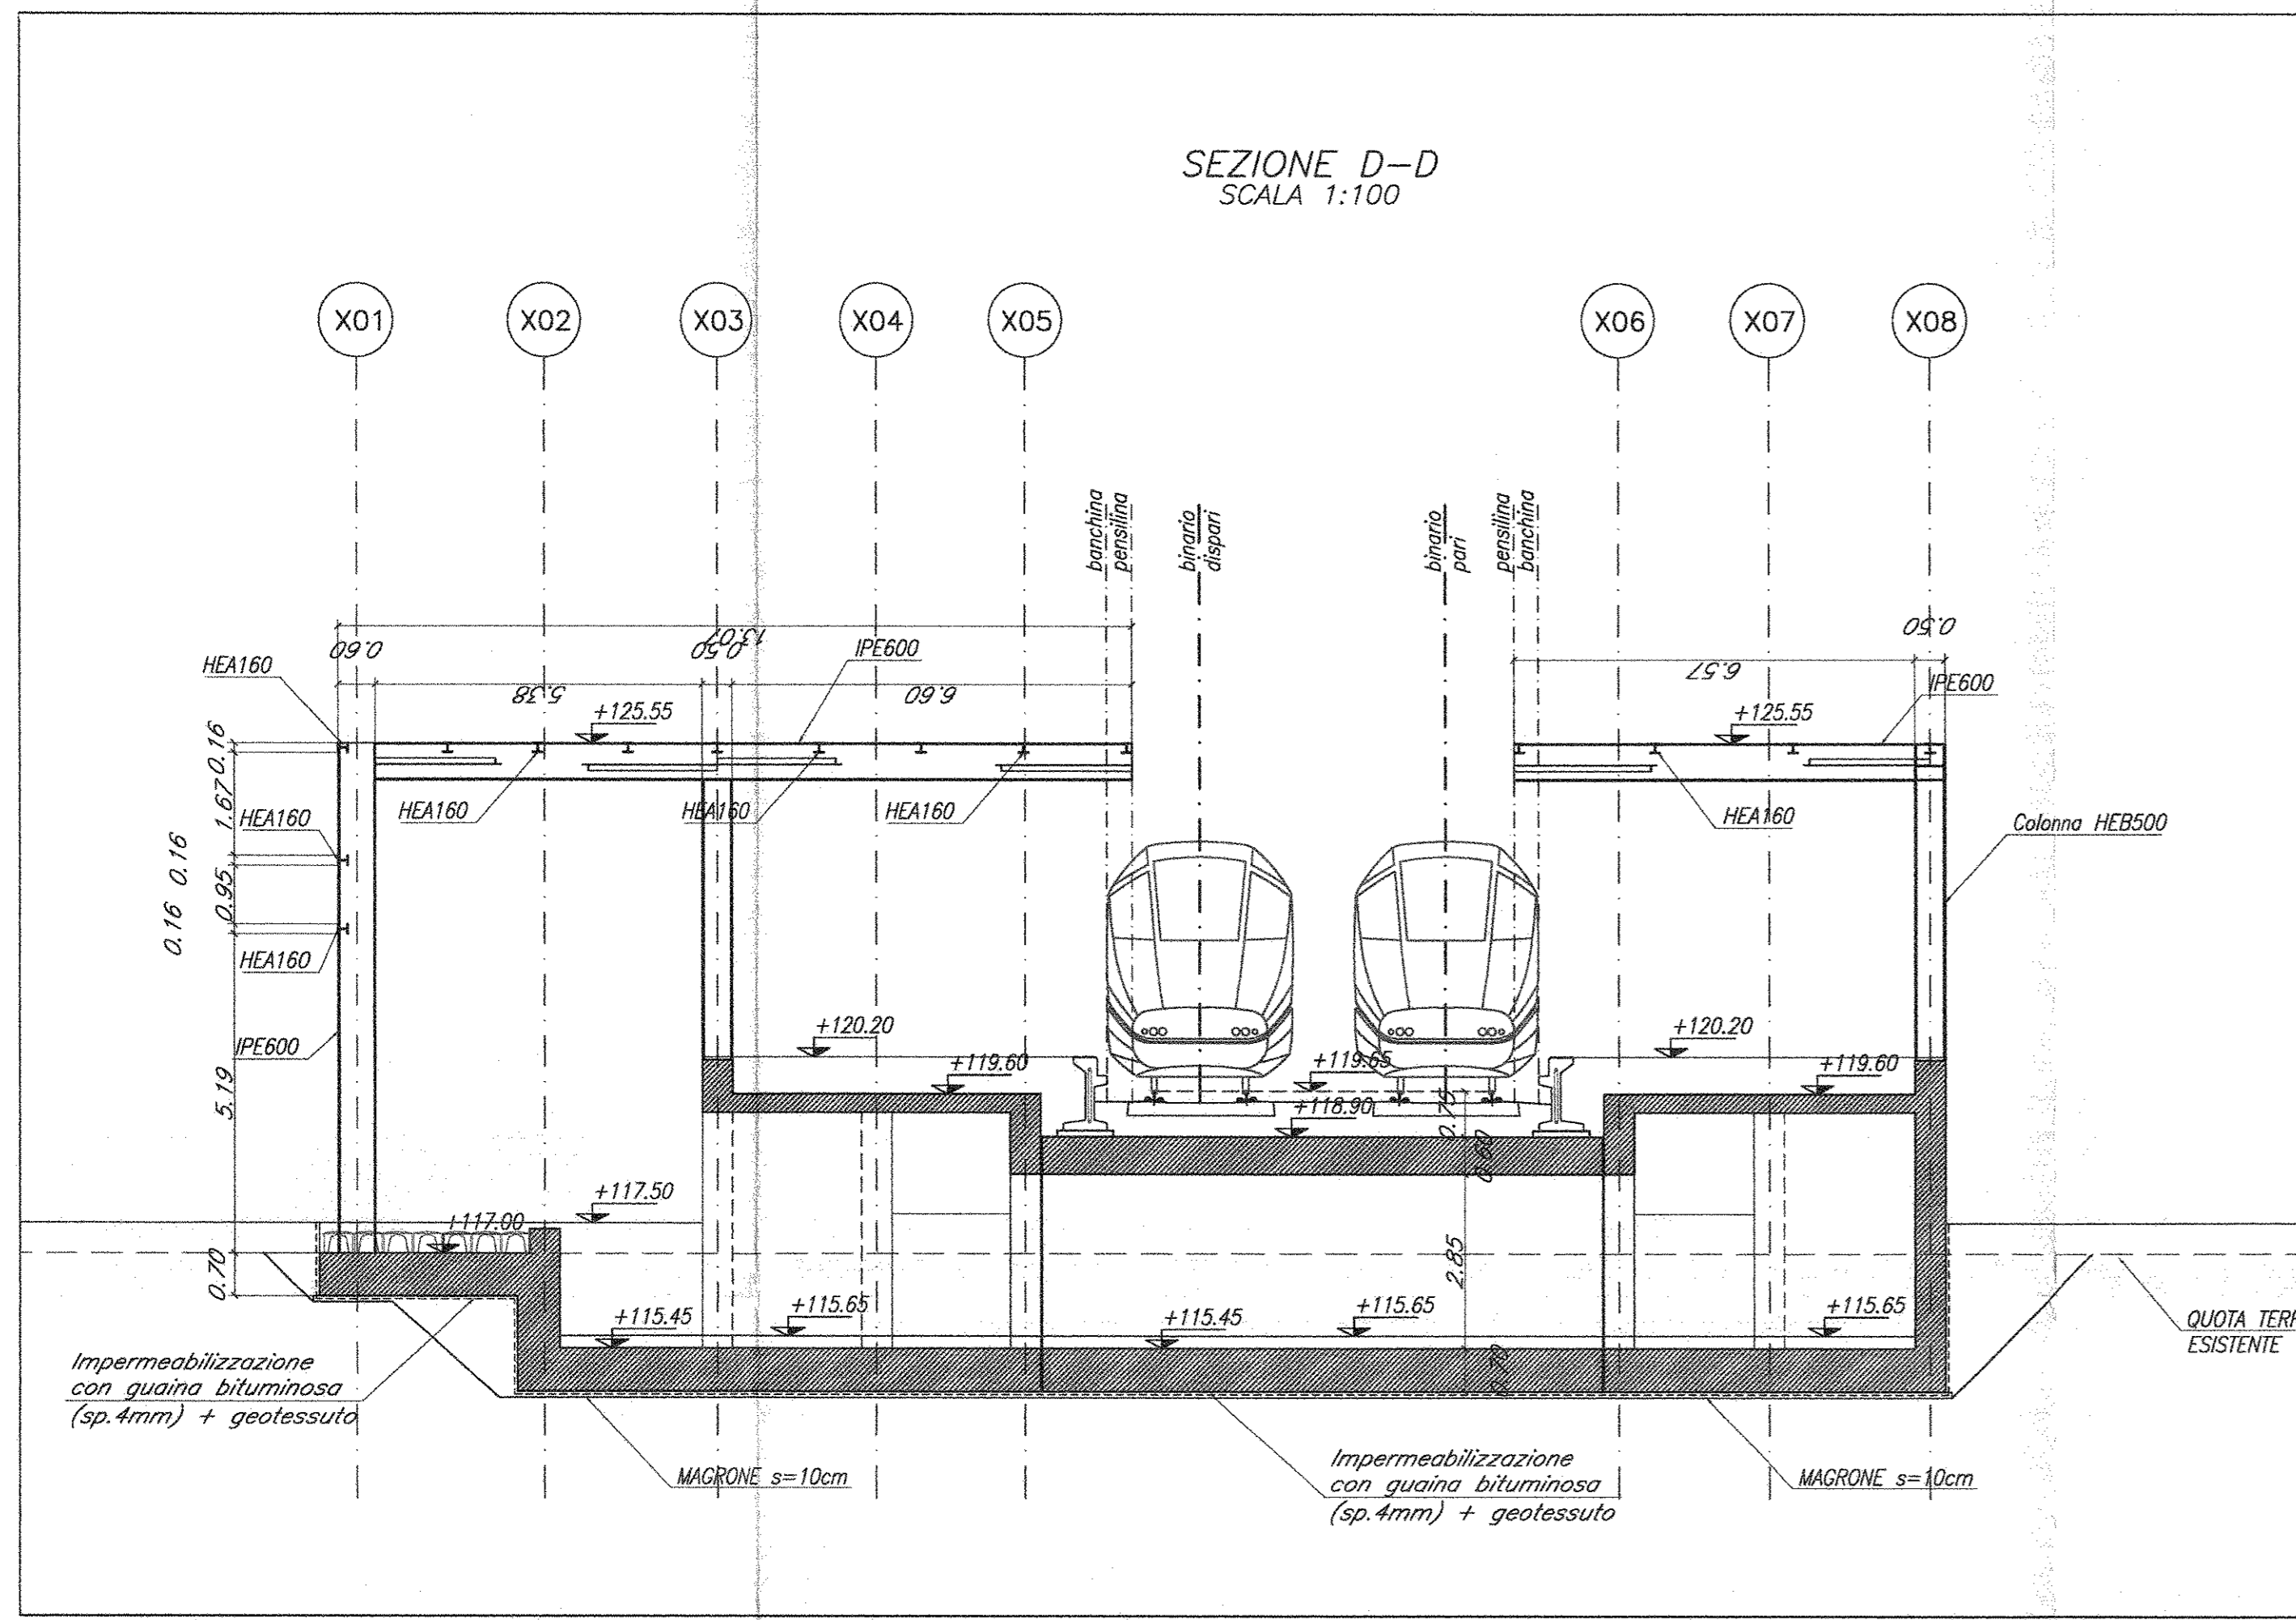 SEZIONE D-D
SCALA 1:100
X01
X02
X03
X04
X05
X06
X07
X08
banchina
pensilina
binario
dispari
binario
pari
pensilina
banchina
13.07
0.60
0.50
0.50
HEA160
IPE600
5.38
6.60
6.57
IPE600
+125.55
+125.55
0.16
1.67
HEA160
HEA160
HEA160
HEA160
HEA160
Colonna HEB500
0.16 0.16
0.95
HEA160
IPE600
5.19
+120.20
+120.20
+119.60
+119.65
+119.60
+118.90
0.75
0.60
+117.50
+117.00
2.85
0.70
+115.45
+115.65
+115.45
+115.65
+115.65
0.70
QUOTA
ESISTENTE
Impermeabilizzazione
con guaina bituminosa
(sp.4mm) + geotessuto
MAGRONE s=10cm
Impermeabilizzazione
con guaina bituminosa
(sp.4mm) + geotessuto
MAGRONE s=10cm